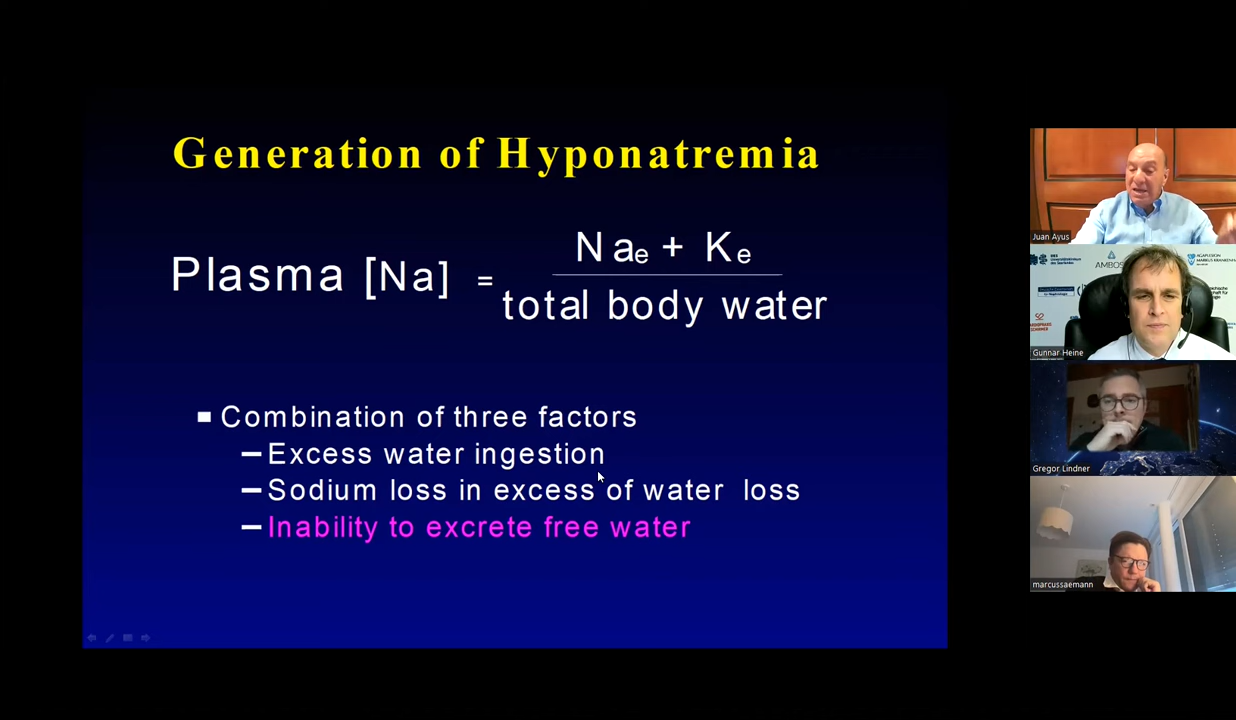 Generation of Hyponatremia
Plasma [Na] =
Nae + Ke
total body water
Combination of three factors
Excess water ingestion
Sodium loss in excess of water loss
Inability to excrete free water
Juan Ayus
AMBOS
Gunnar Heine
Gregor Lindner
marcussaemann